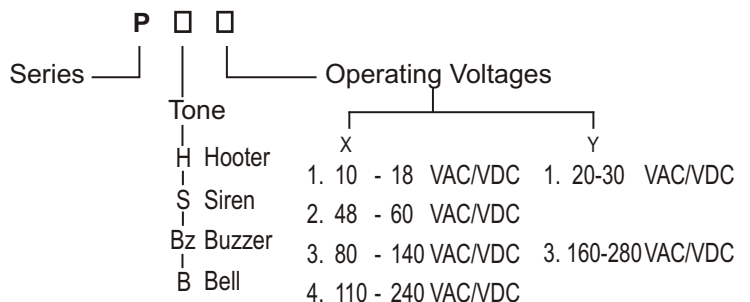 P □ □
Series Operating Voltages
Tone
X Y
H Hooter
1. 10 - 18 VAC/VDC 1. 20-30 VAC/VDC
S Siren
2. 48 - 60 VAC/VDC
Bz Buzzer
3. 80 - 140 VAC/VDC 3. 160-280 VAC/VDC
B Bell
4. 110 - 240 VAC/VDC